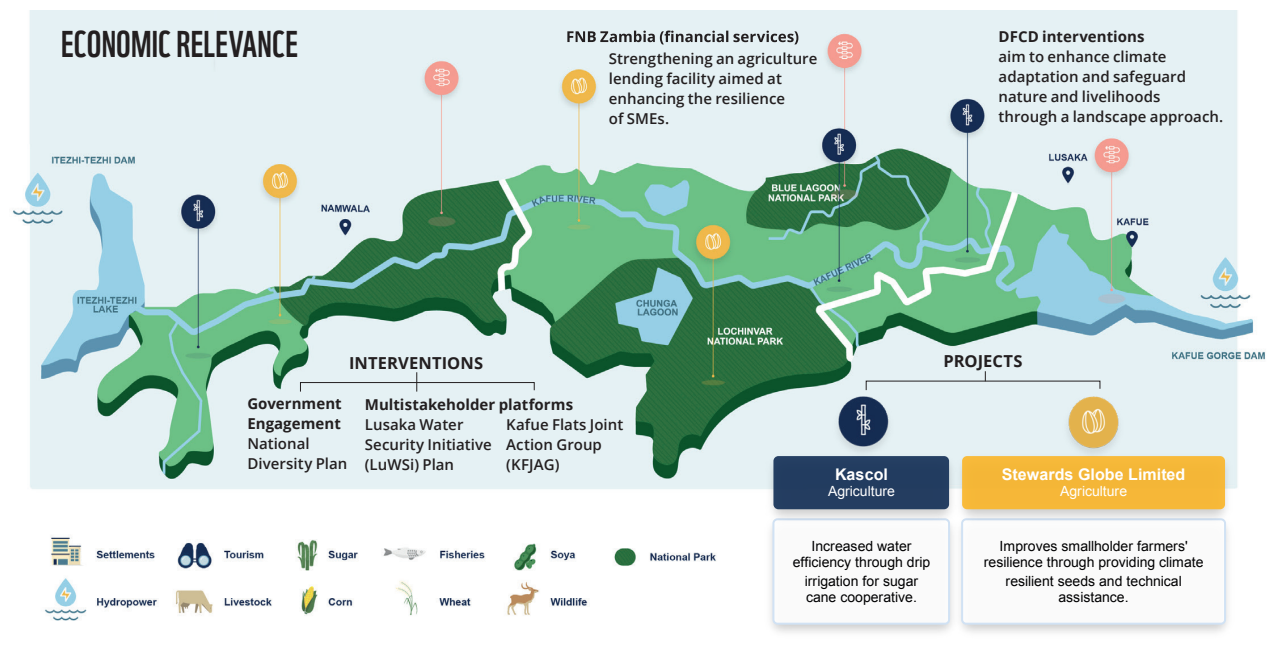 ECONOMIC RELEVANCE
FNB Zambia (financial services)
Strengthening an agriculture
lending facility aimed at
enhancing the resilience
of SMEs.
DFCD interventions
aim to enhance climate
adaptation and safeguard
nature and livelihoods
through a landscape approach.
ITEZHI-TEZHI DAM
LUSAKA
NAMWALA
KAFUE RIVER
BLUE LAGOON
NATIONAL PARK
KAFUE
KAFUE RIVER
ITEZHI-TEZHI
LAKE
CHUNGA
LAGOON
LOCHINVAR
NATIONAL PARK
KAFUE GORGE DAM
INTERVENTIONS
Government
Engagement
National
Diversity Plan
Multistakeholder platforms
Lusaka Water
Security Initiative
(LuWSi) Plan
Kafue Flats Joint
Action Group
(KFJAG)
PROJECTS
Kascol
Agriculture
Increased water
efficiency through drip
irrigation for sugar
cane cooperative.
Stewards Globe Limited
Agriculture
Improves smallholder farmers'
resilience through providing climate
resilient seeds and technical
assistance.
Settlements
Tourism
Sugar
Fisheries
Soya
National Park
Hydropower
Livestock
Corn
Wheat
Wildlife